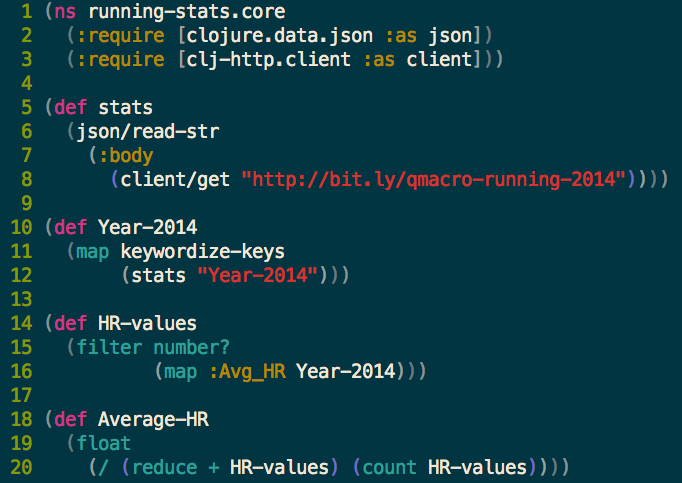 1 (ns running-stats.core
2   (:require [clojure.data.json :as json])
3   (:require [clj-http.client :as client]))
4
5 (def stats
6   (json/read-str
7     (:body
8       (client/get "http://bit.ly/qmacro-running-2014"))))
9
10 (def Year-2014
11   (map keywordize-keys
12        (stats "Year-2014")))
13
14 (def HR-values
15   (filter number?
16           (map :Avg_HR Year-2014)))
17
18 (def Average-HR
19   (float
20     (/ (reduce + HR-values) (count HR-values))))